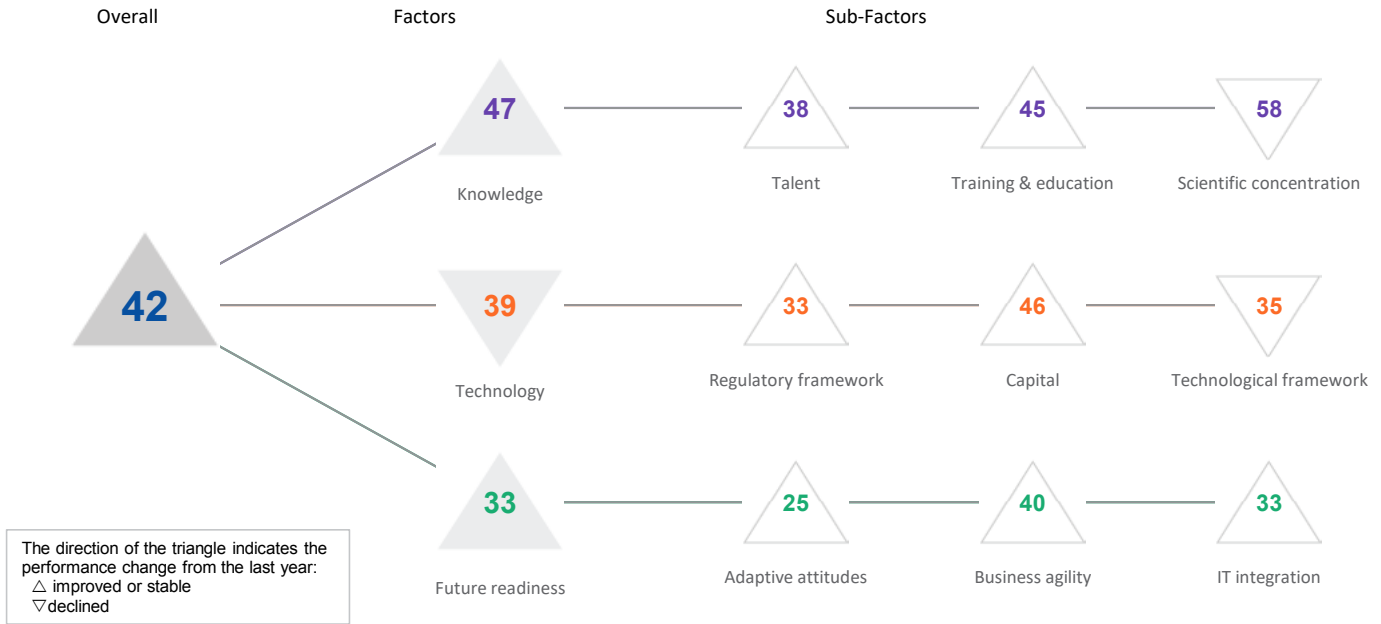 Overall
Factors
Sub-Factors
47
38
45
58
Knowledge
Talent
Training & education
Scientific concentration
42
39
33
46
35
Technology
Regulatory framework
Capital
Technological framework
33
25
40
33
Future readiness
Adaptive attitudes
Business agility
IT integration
The direction of the triangle indicates the
performance change from the last year:
△ improved or stable
▽declined